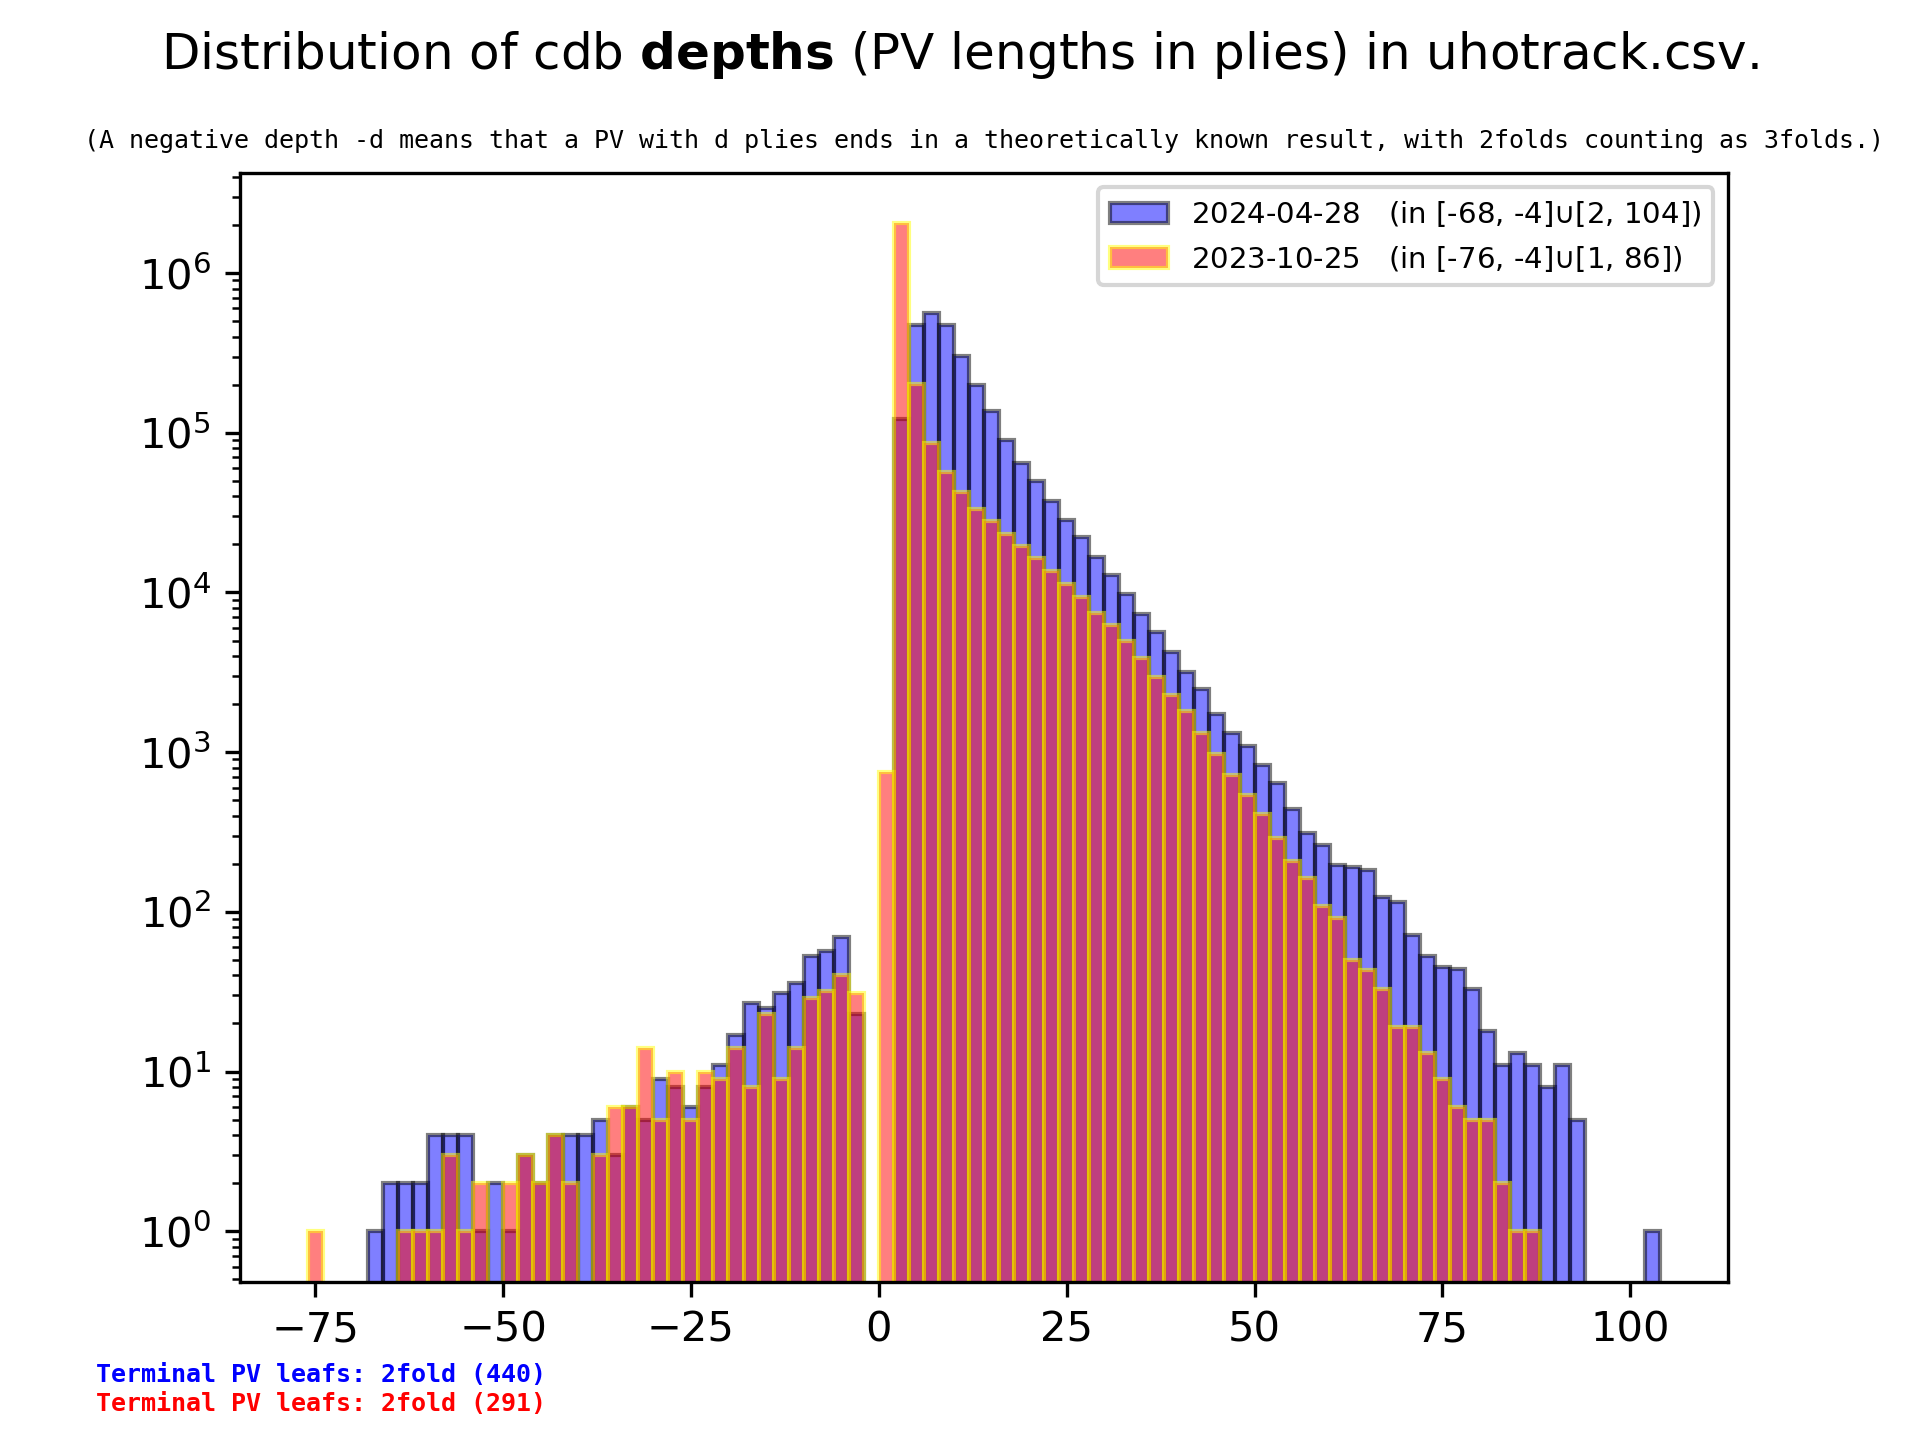 Distribution of cdb depths (PV lengths in plies) in uhotrack.csv.
(A negative depth -d means that a PV with d plies ends in a theoretically known result, with 2folds counting as 3folds.)
2024-04-28 (in [-68, -4]∪[2, 104])
2023-10-25 (in [-76, -4]∪[1, 86])
10⁶
10⁵
10⁴
10³
10²
10¹
10⁰
−75 −50 −25 0 25 50 75 100
Terminal PV leafs: 2fold (440)
Terminal PV leafs: 2fold (291)